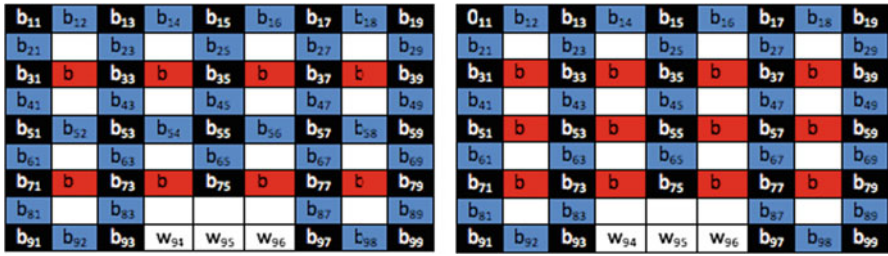 b₁₁ b₁₂ b₁₃ b₁₄ b₁₅ b₁₆ b₁₇ b₁₈ b₁₉ 0₁₁ b₁₂ b₁₃ b₁₄ b₁₅ b₁₆ b₁₇ b₁₈ b₁₉
b₂₁ b₂₃ b₂₅ b₂₇ b₂₉ b₂₁ b₂₃ b₂₅ b₂₇ b₂₉
b₃₁ b b₃₃ b b₃₅ b b₃₇ b b₃₉ b₃₁ b b₃₃ b b₃₅ b b₃₇ b b₃₉
b₄₁ b₄₃ b₄₅ b₄₇ b₄₉ b₄₁ b₄₃ b₄₅ b₄₇ b₄₉
b₅₁ b₅₂ b₅₃ b₅₄ b₅₅ b₅₆ b₅₇ b₅₈ b₅₉ b₅₁ b b₅₃ b b₅₅ b b₅₇ b b₅₉
b₆₁ b₆₃ b₆₅ b₆₇ b₆₉ b₆₁ b₆₃ b₆₅ b₆₇ b₆₉
b₇₁ b b₇₃ b b₇₅ b b₇₇ b b₇₉ b₇₁ b b₇₃ b b₇₅ b b₇₇ b b₇₉
b₈₁ b₈₃ b₈₇ b₈₉ b₈₁ b₈₃ b₈₇ b₈₉
b₉₁ b₉₂ b₉₃ w₉₄ w₉₅ w₉₆ b₉₇ b₉₈ b₉₉ b₉₁ b₉₂ b₉₃ w₉₄ w₉₅ w₉₆ b₉₇ b₉₈ b₉₉